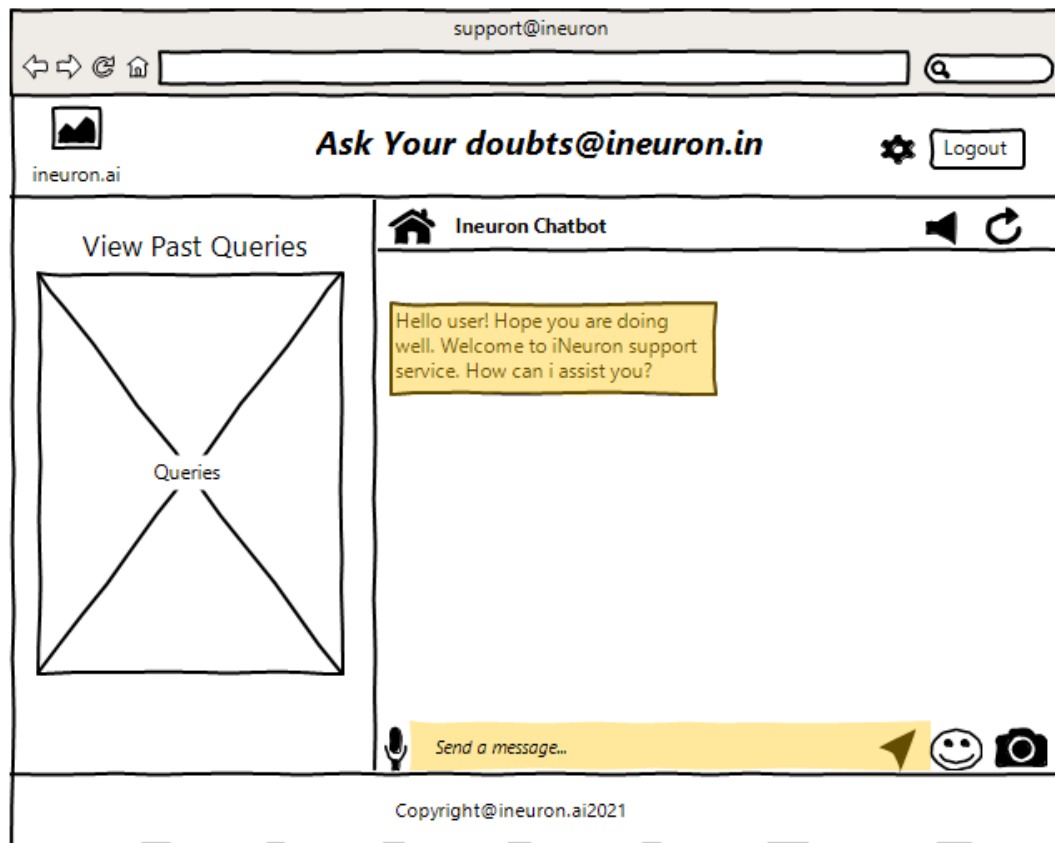 support@ineuron
Ask Your doubts@ineuron.in
Logout
ineuron.ai
View Past Queries
Queries
Ineuron Chatbot
Hello user! Hope you are doing
well. Welcome to iNeuron support
service. How can i assist you?
Send a message...
Copyright@ineuron.ai2021